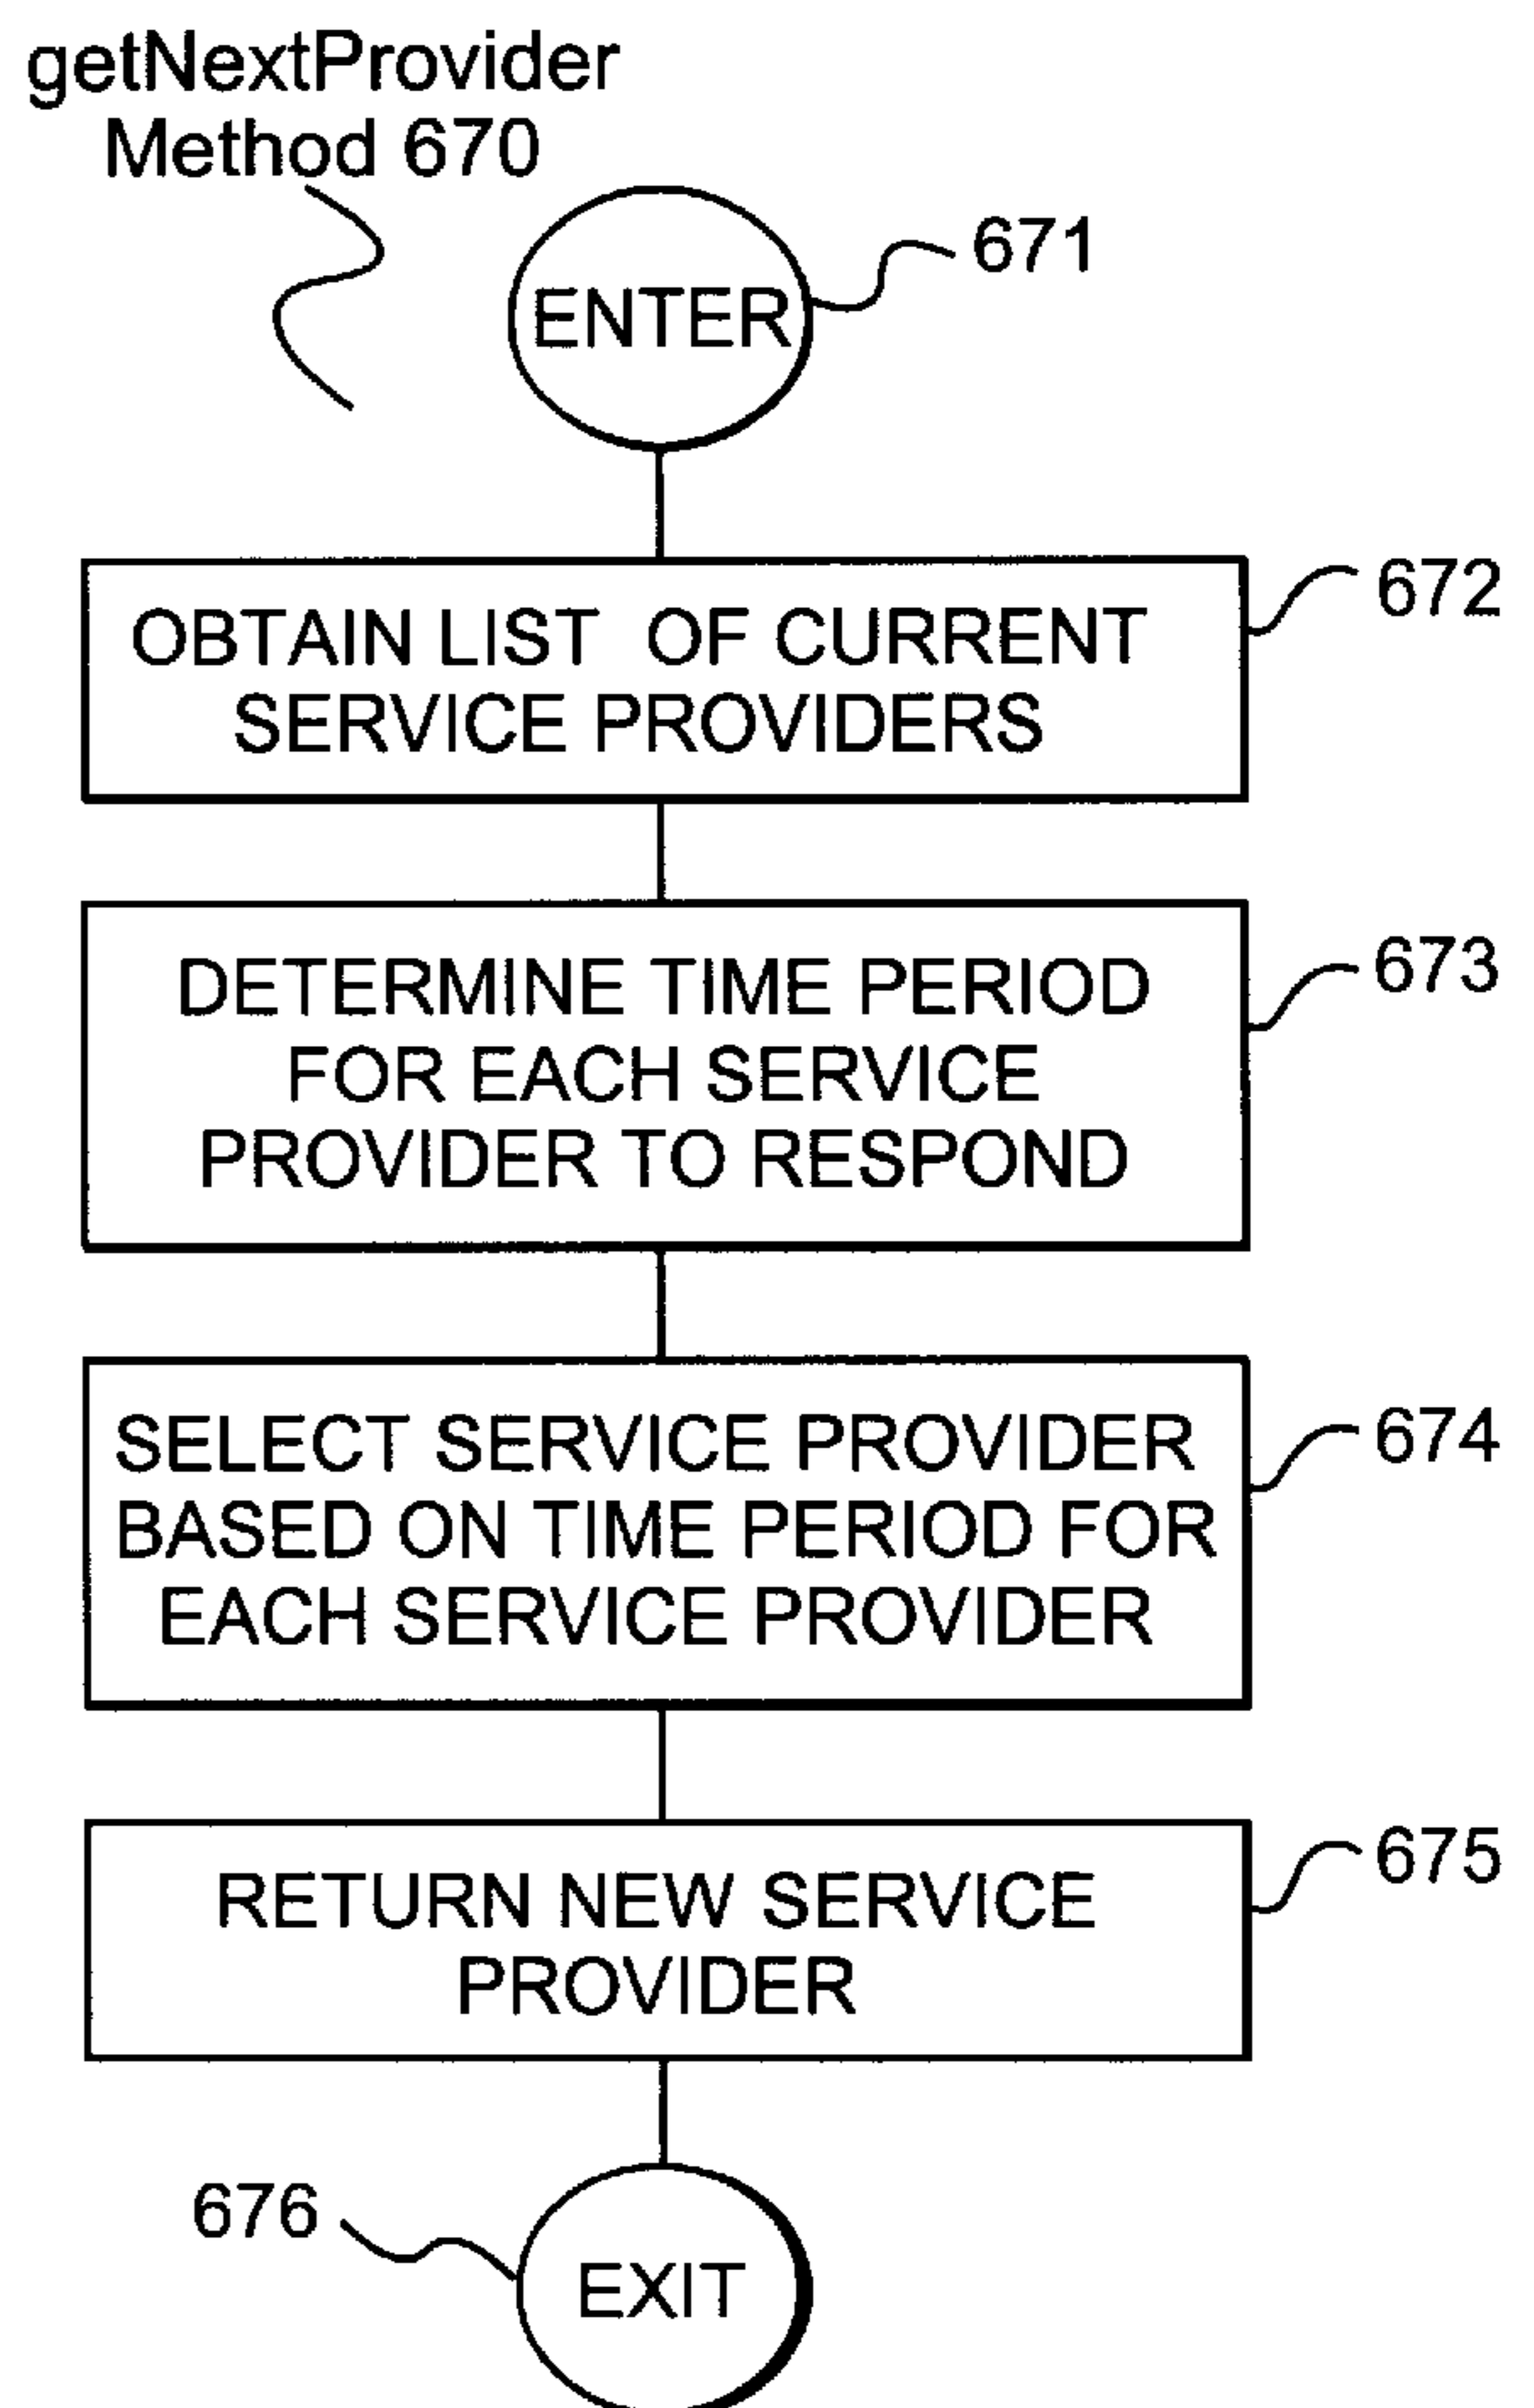 getNextProvider
Method 670
ENTER
671
OBTAIN LIST OF CURRENT
SERVICE PROVIDERS
672
DETERMINE TIME PERIOD
FOR EACH SERVICE
PROVIDER TO RESPOND
673
SELECT SERVICE PROVIDER
BASED ON TIME PERIOD FOR
EACH SERVICE PROVIDER
674
RETURN NEW SERVICE
PROVIDER
675
676
EXIT